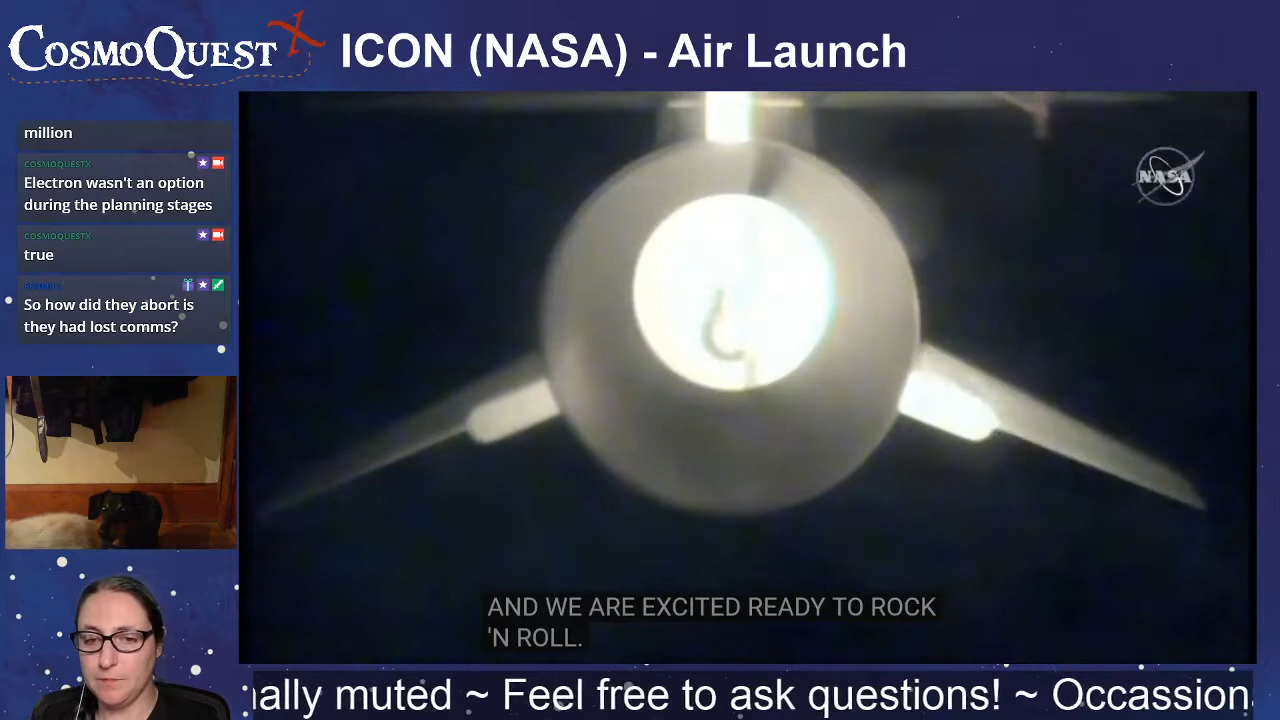 CosmoQuest X
ICON (NASA) - Air Launch
million
COSMOQUESTX
Electron wasn't an option
during the planning stages
COSMOQUESTX
true
So how did they abort is
they had lost comms?
NASA
AND WE ARE EXCITED READY TO ROCK
'N ROLL.
nally muted ~ Feel free to ask questions! ~ Occassion